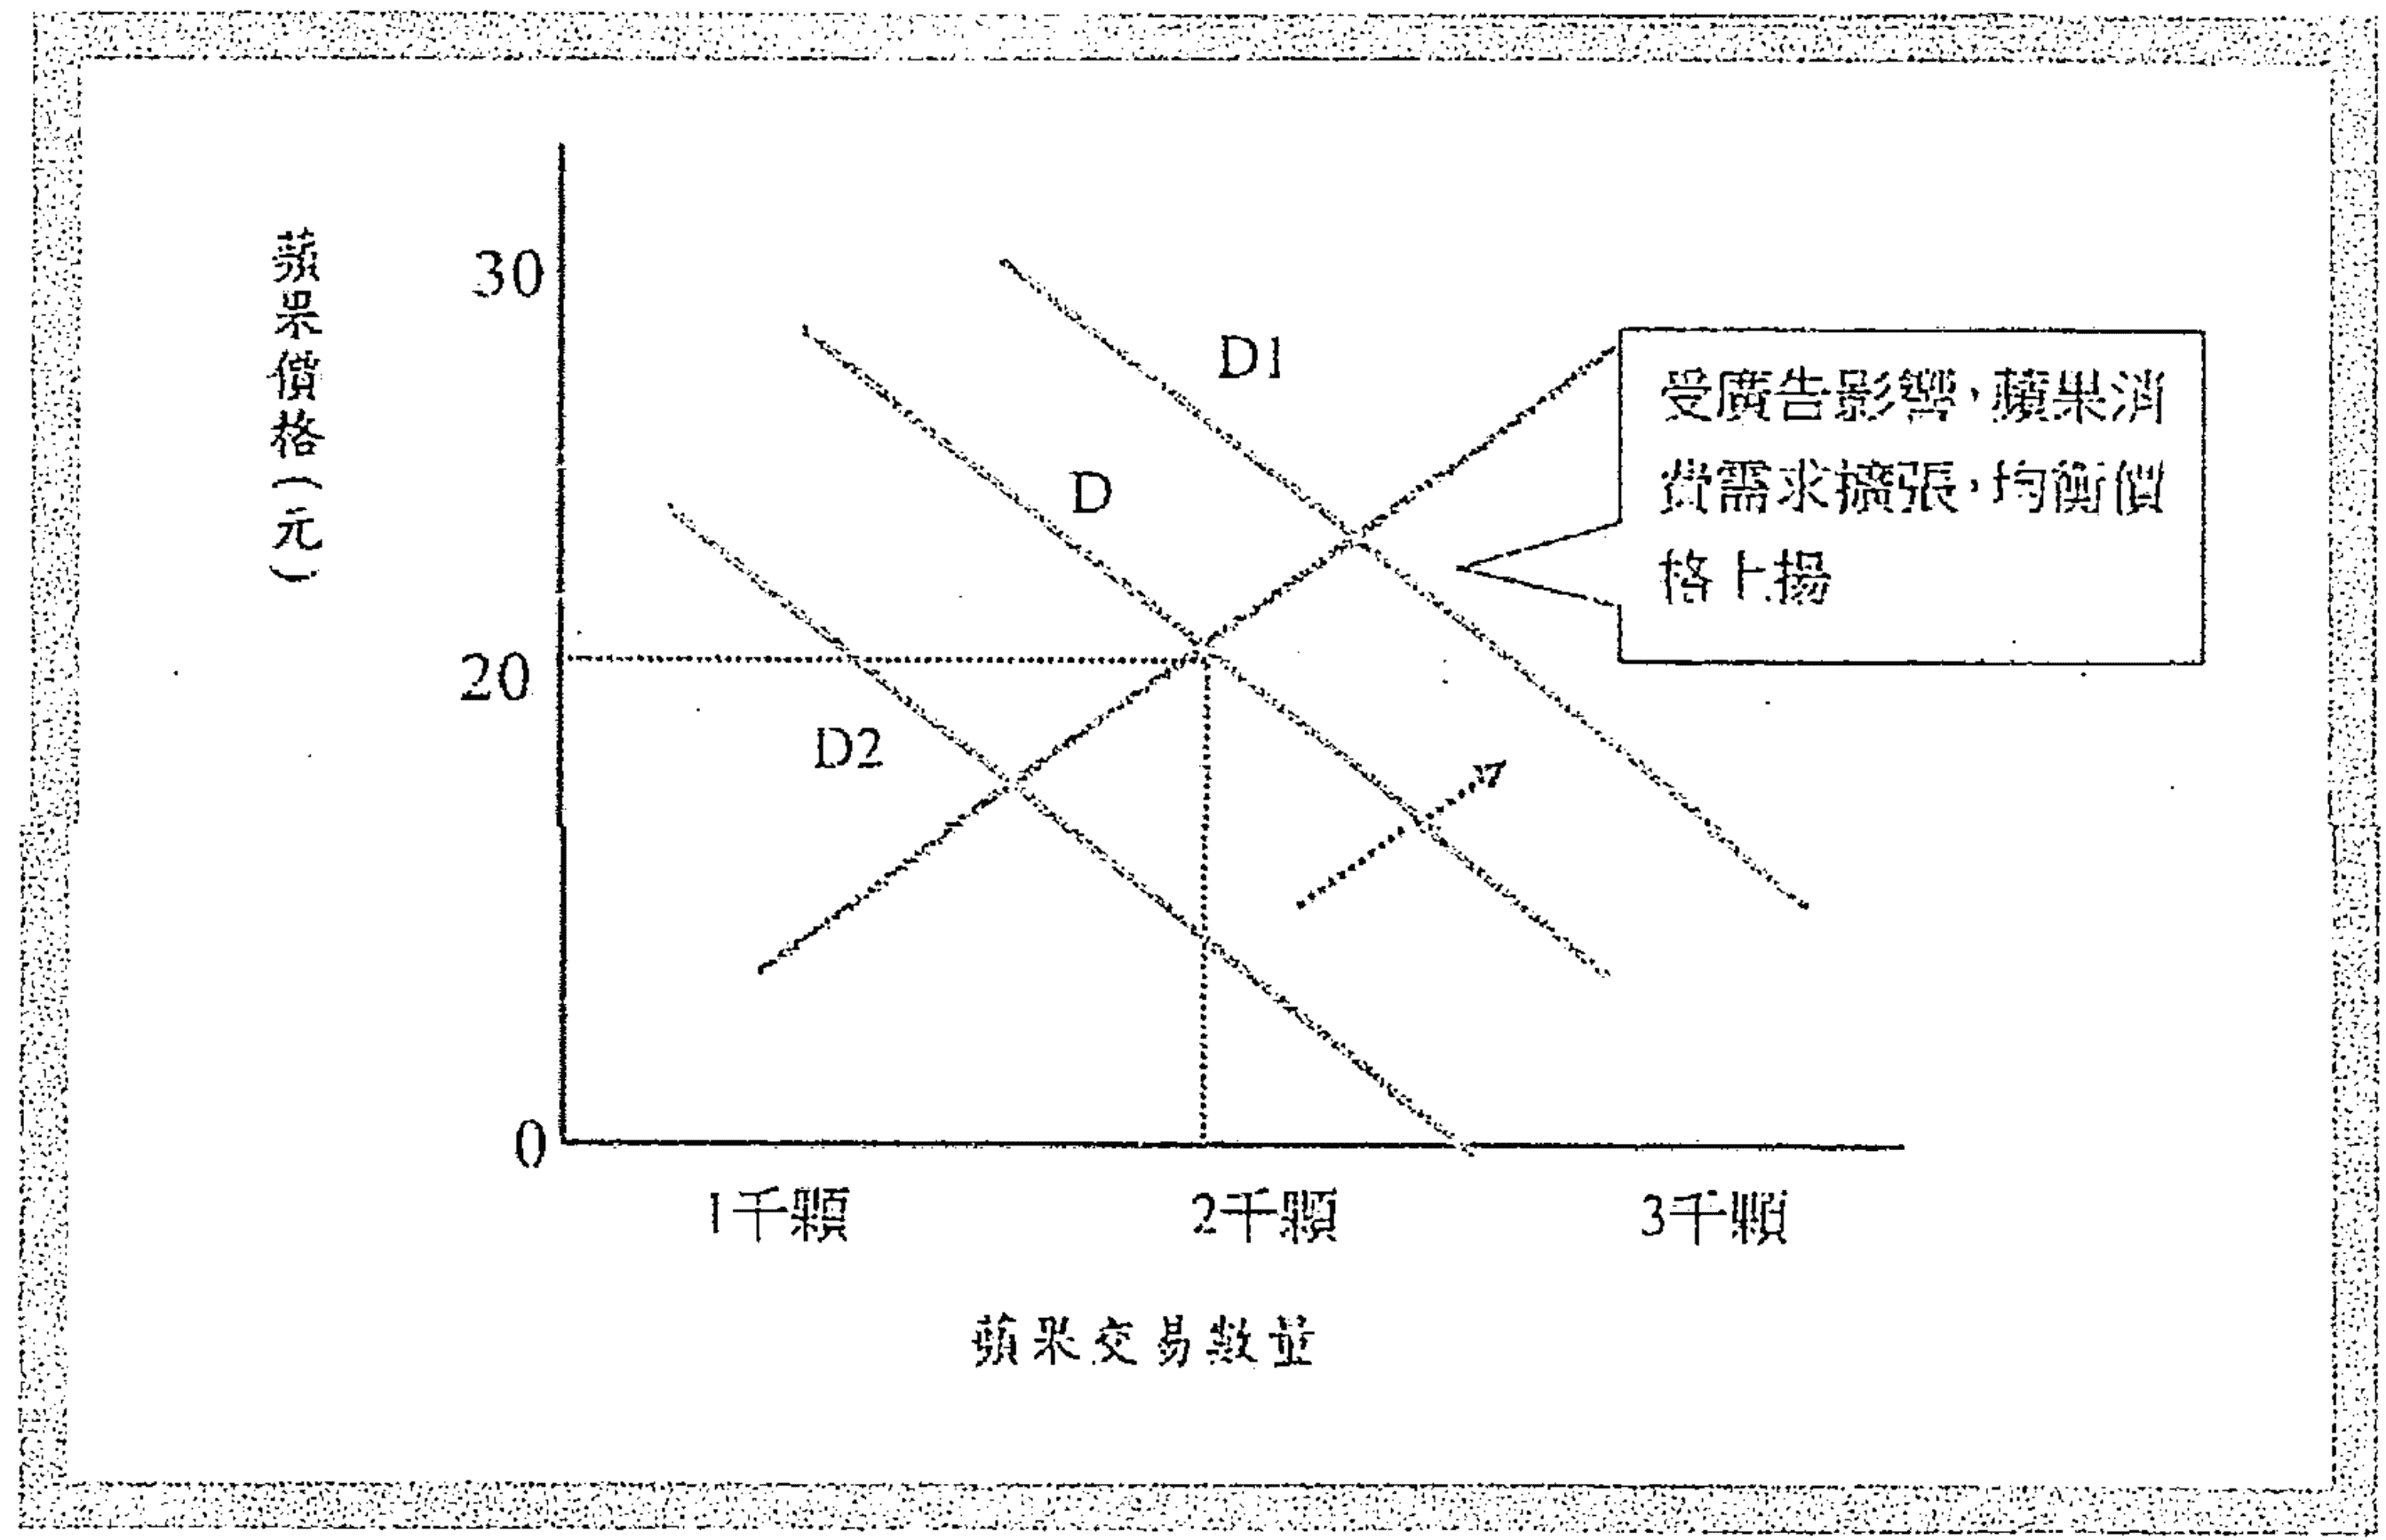 蘋果價格(元)
30
20
0
D1
D
D2
受廣告影響,蘋果消
費需求擴張,均衡價
格上揚
1千顆
2千顆
3千顆
蘋果交易數量